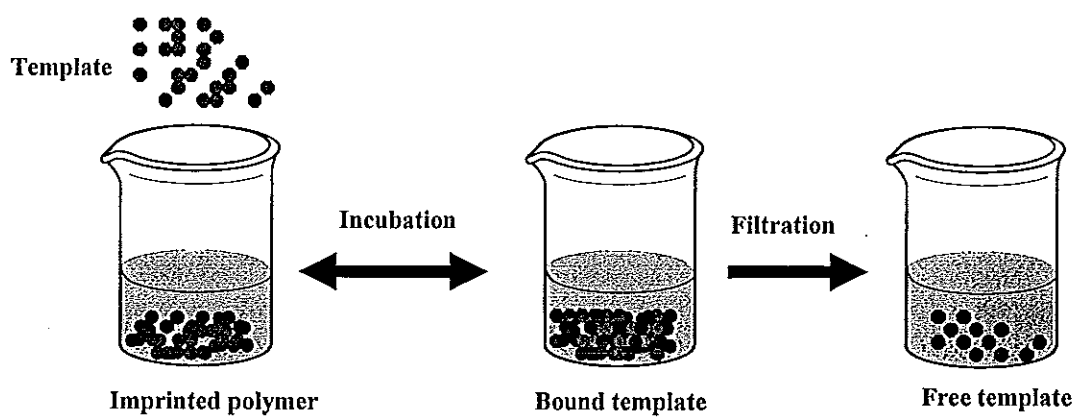 Template
Incubation
Filtration
Imprinted polymer
Bound template
Free template